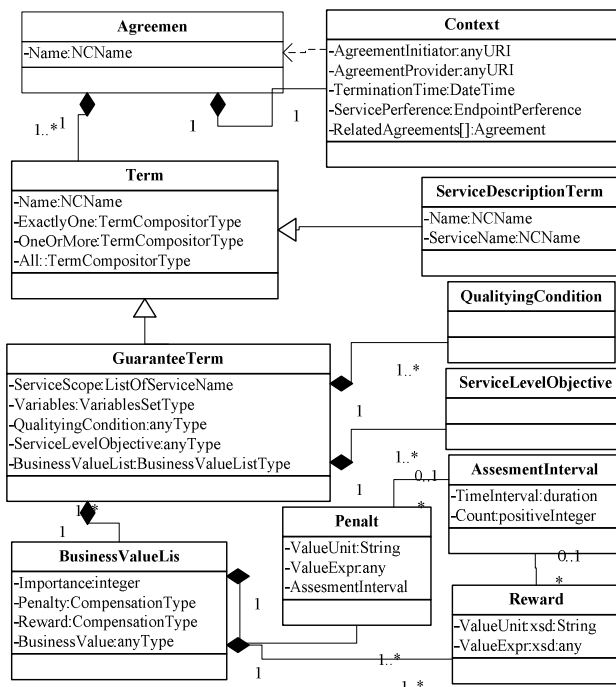 Agreemen
-Name:NCName
Context
-AgreementInitiator:anyURI
-AgreementProvider:anyURI
-TerminationTime:DateTime
-ServicePerference:EndpointPerference
-RelatedAgreements[]:Agreement
1..*
1
1
1
Term
-Name:NCName
-ExactlyOne:TermCompositorType
-OneOrMore:TermCompositorType
-All::TermCompositorType
ServiceDescriptionTerm
-Name:NCName
-ServiceName:NCName
QualityingCondition
GuaranteeTerm
-ServiceScope:ListOfServiceName
-Variables:VariablesSetType
-QualityingCondition:anyType
-ServiceLevelObjective:anyType
-BusinessValueList:BusinessValueListType
1..*
1
ServiceLevelObjective
1..*
1
0..1
*
AssesmentInterval
-TimeInterval:duration
-Count:positiveInteger
1..*
1
Penalt
-ValueUnit:String
-ValueExpr:any
-AssesmentInterval
BusinessValueLis
-Importance:integer
-Penalty:CompensationType
-Reward:CompensationType
-BusinessValue:anyType
1
1
0..1
*
Reward
-ValueUnit:xsd:String
-ValueExpr:xsd:any
1..*
1..*